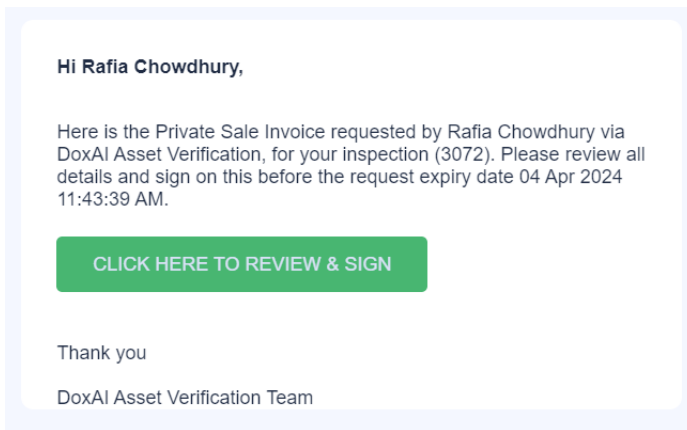 Hi Rafia Chowdhury,
Here is the Private Sale Invoice requested by Rafia Chowdhury via
DoxAI Asset Verification, for your inspection (3072). Please review all
details and sign on this before the request expiry date 04 Apr 2024
11:43:39 AM.
CLICK HERE TO REVIEW & SIGN
Thank you
DoxAI Asset Verification Team